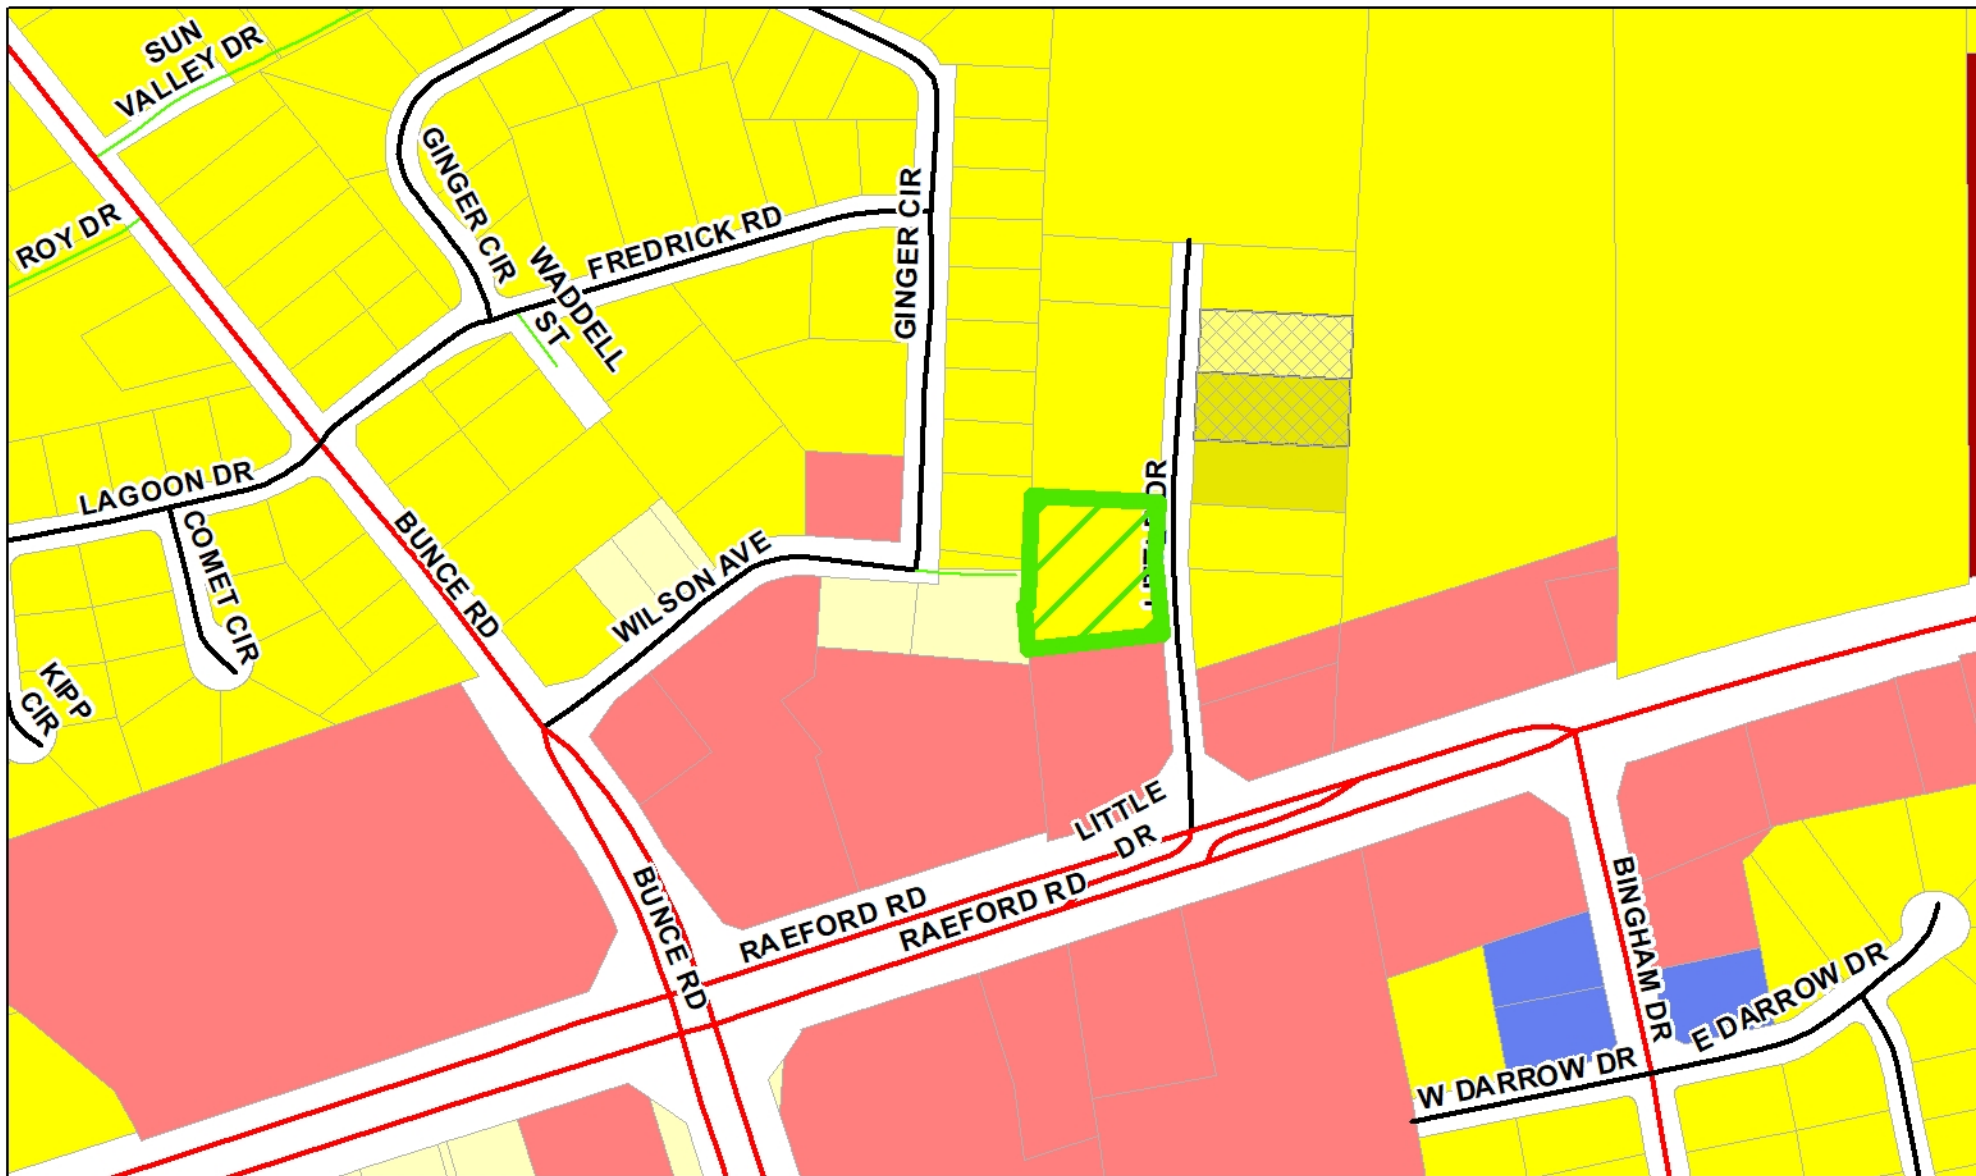 SUN
VALLEY DR
ROY DR
GINGER CIR
WADDELL
ST
FREDRICK RD
GINGER CIR
LAGOON DR
COMET CIR
KIPP
CIR
BUNCE RD
WILSON AVE
DR
LITTLE
DR
RAEFORD RD
RAEFORD RD
BUNCE RD
BINGHAM DR
E DARROW DR
W DARROW DR